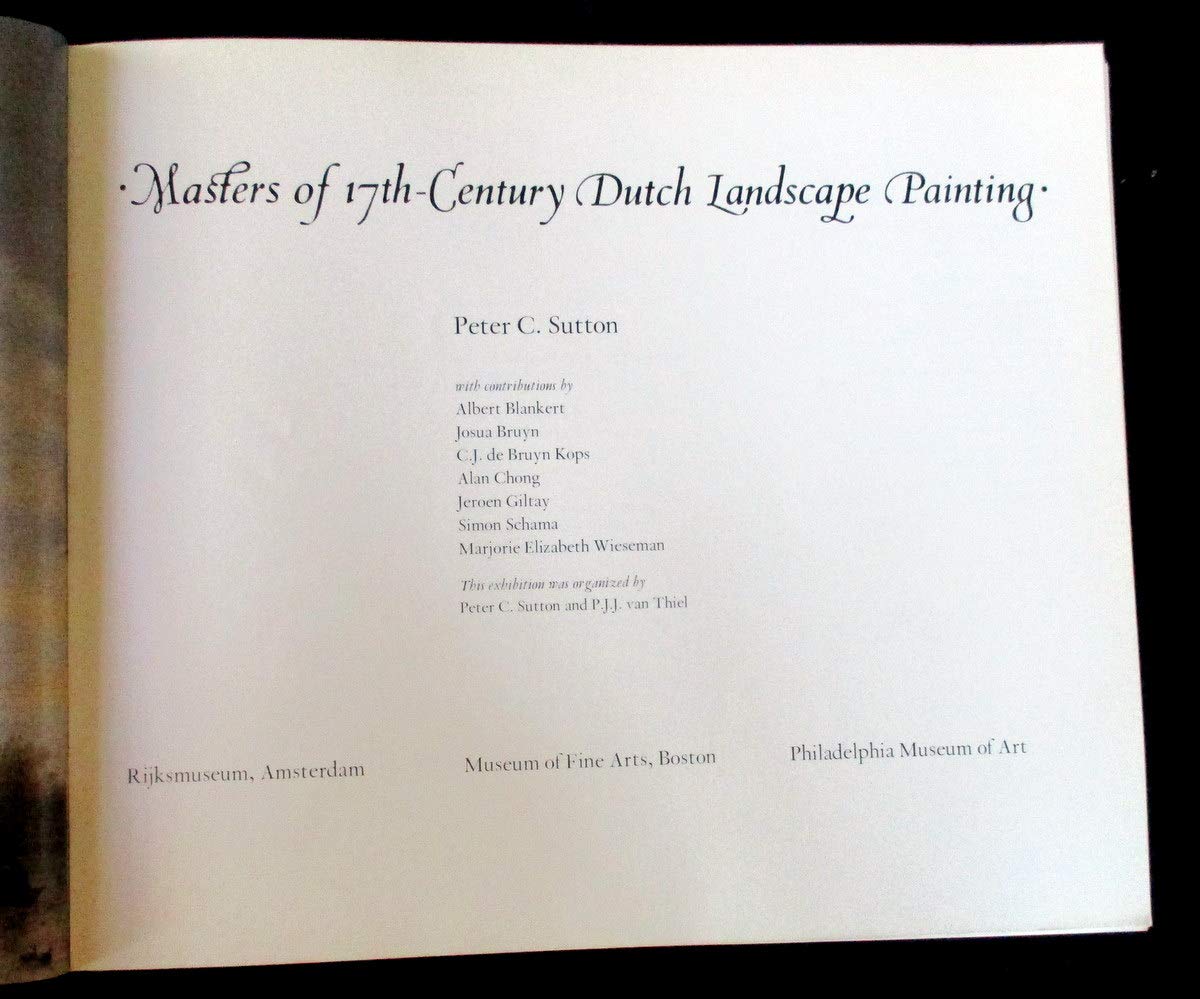 ·Masters of 17th-Century Dutch Landscape Painting·
Peter C. Sutton
with contributions by
Albert Blankert
Josua Bruyn
C.J. de Bruyn Kops
Alan Chong
Jeroen Giltay
Simon Schama
Marjorie Elizabeth Wieseman
This exhibition was organized by
Peter C. Sutton and P.J.J. van Thiel
Rijksmuseum, Amsterdam
Museum of Fine Arts, Boston
Philadelphia Museum of Art